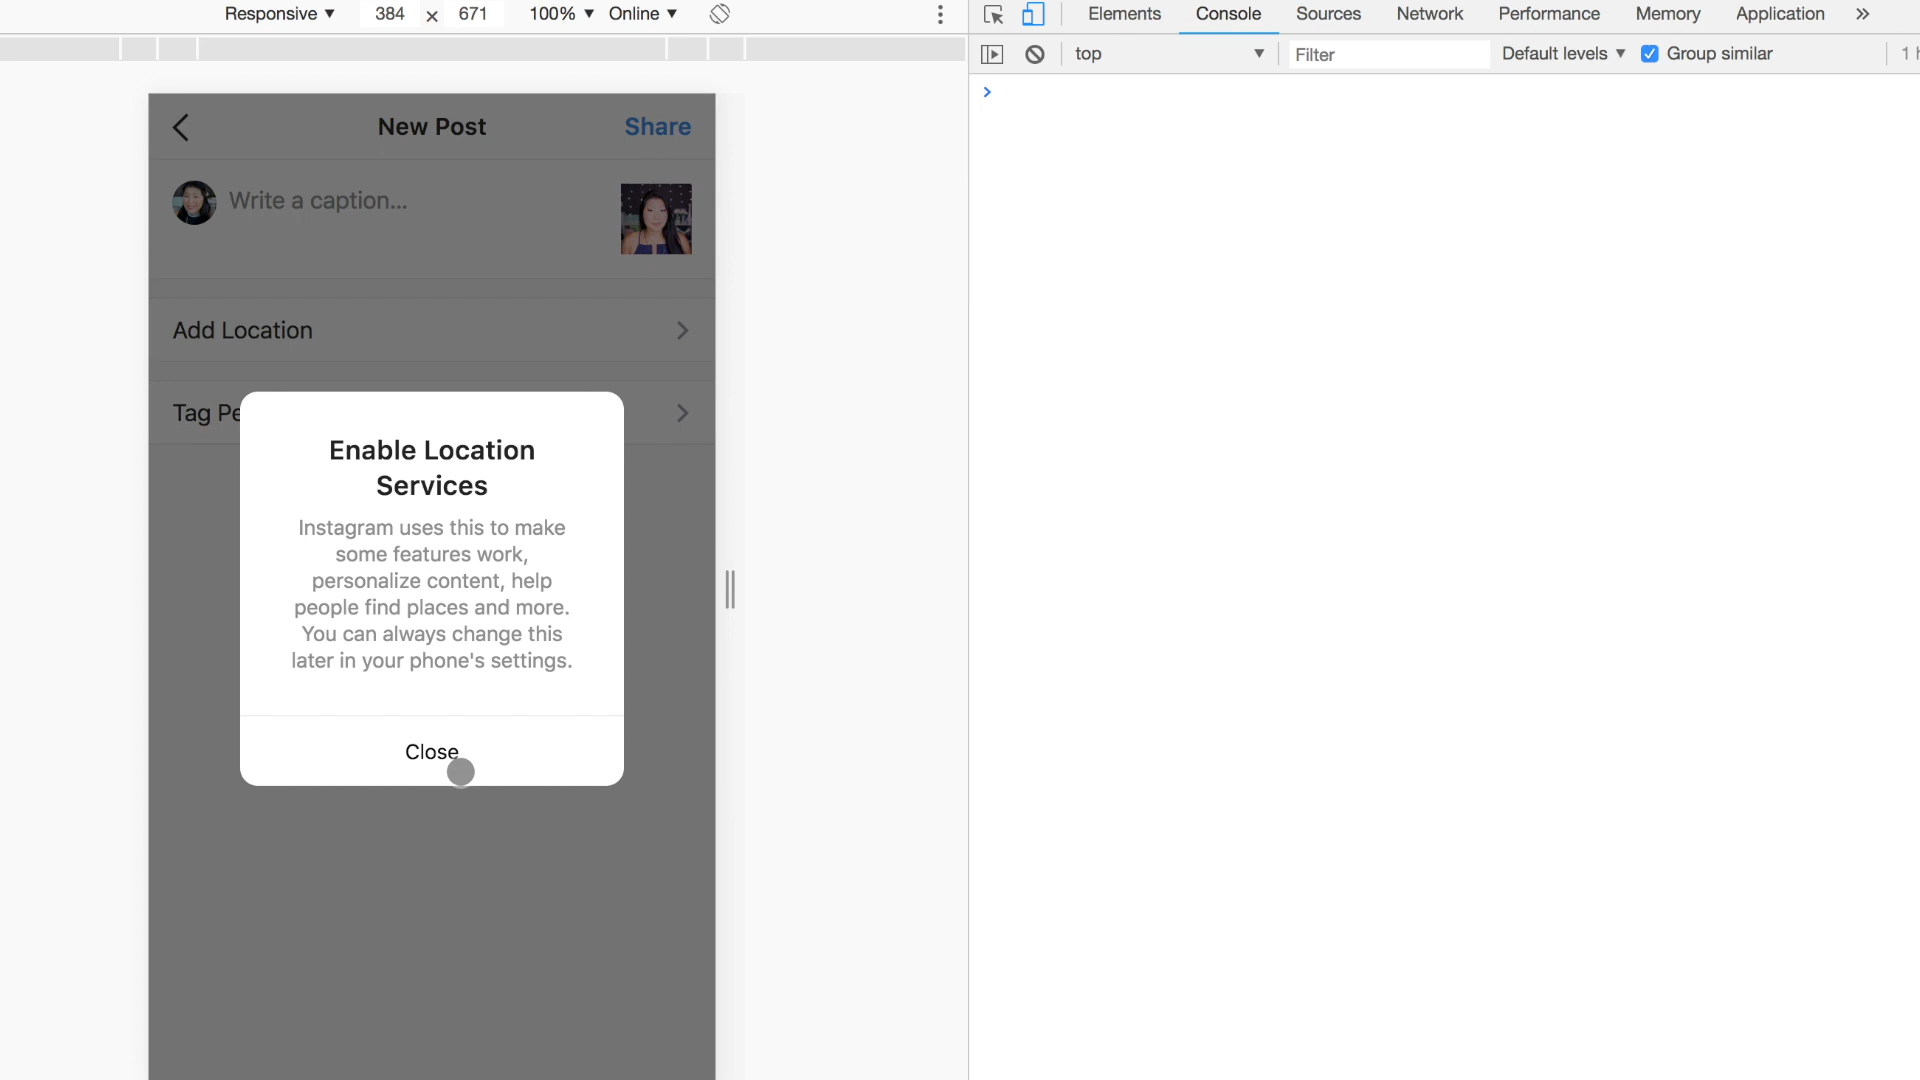 Responsive ▼ 384 × 671 100% ▼ Online ▼
Elements Console Sources Network Performance Memory Application »
top ▼ Filter Default levels ▼ Group similar 1
New Post Share
Write a caption...
Add Location
Tag Pe
Enable Location
Services
Instagram uses this to make
some features work,
personalize content, help
people find places and more.
You can always change this
later in your phone's settings.
Close